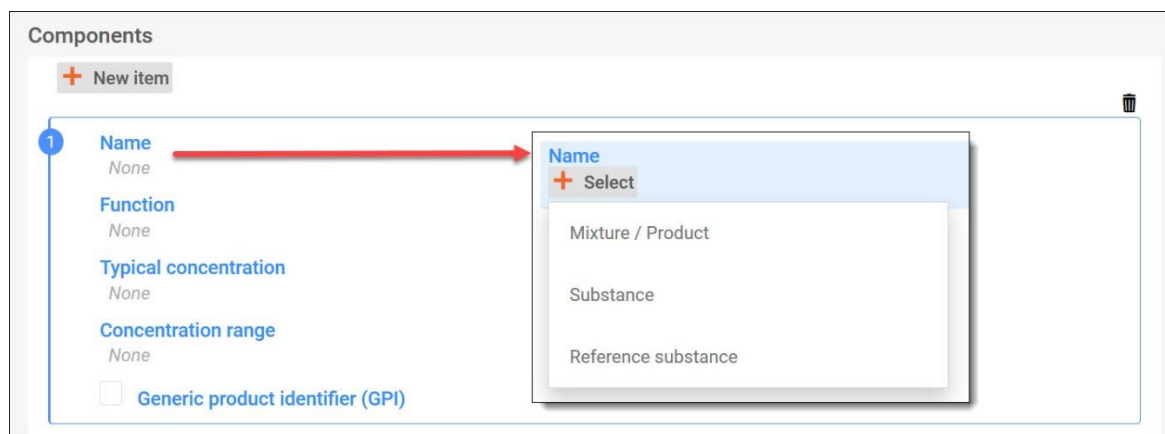 Components
+ New item
1
Name
None
Function
None
Typical concentration
None
Concentration range
None
Generic product identifier (GPI)
Name
+ Select
Mixture / Product
Substance
Reference substance